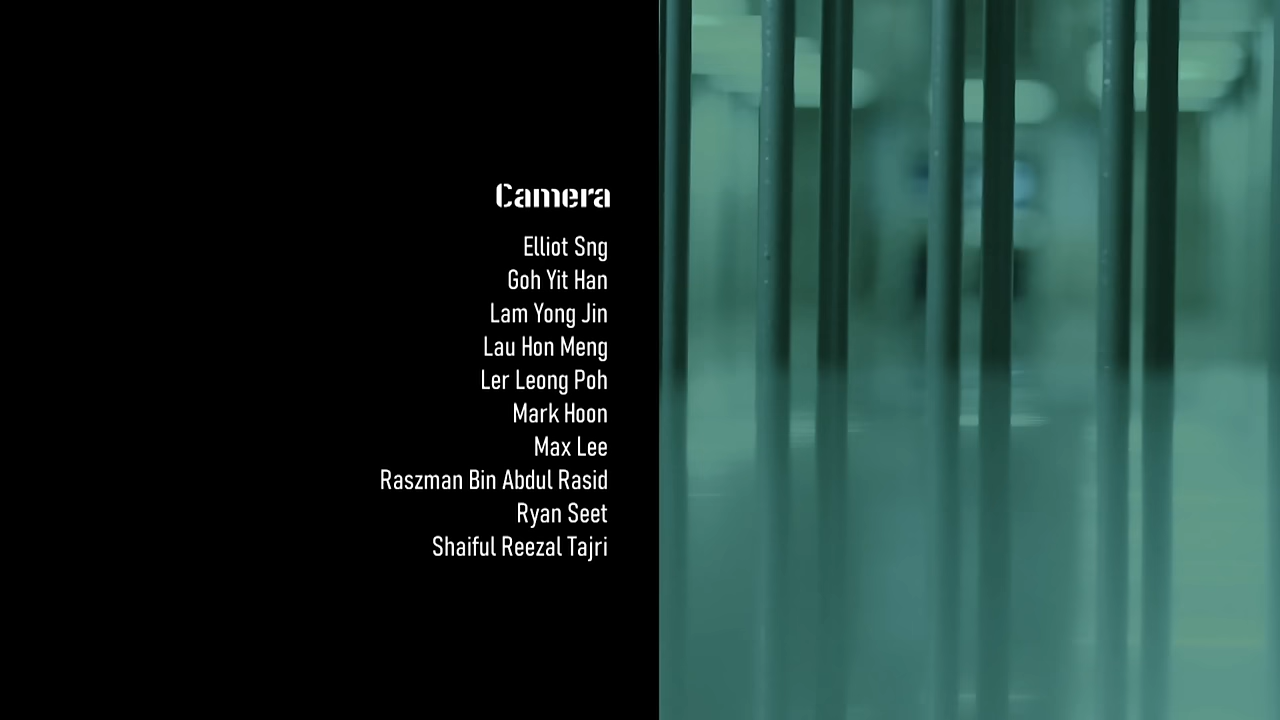 Camera
Elliot Sng
Goh Yit Han
Lam Yong Jin
Lau Hon Meng
Ler Leong Poh
Mark Hoon
Max Lee
Raszman Bin Abdul Rasid
Ryan Seet
Shaiful Reezal Tajri